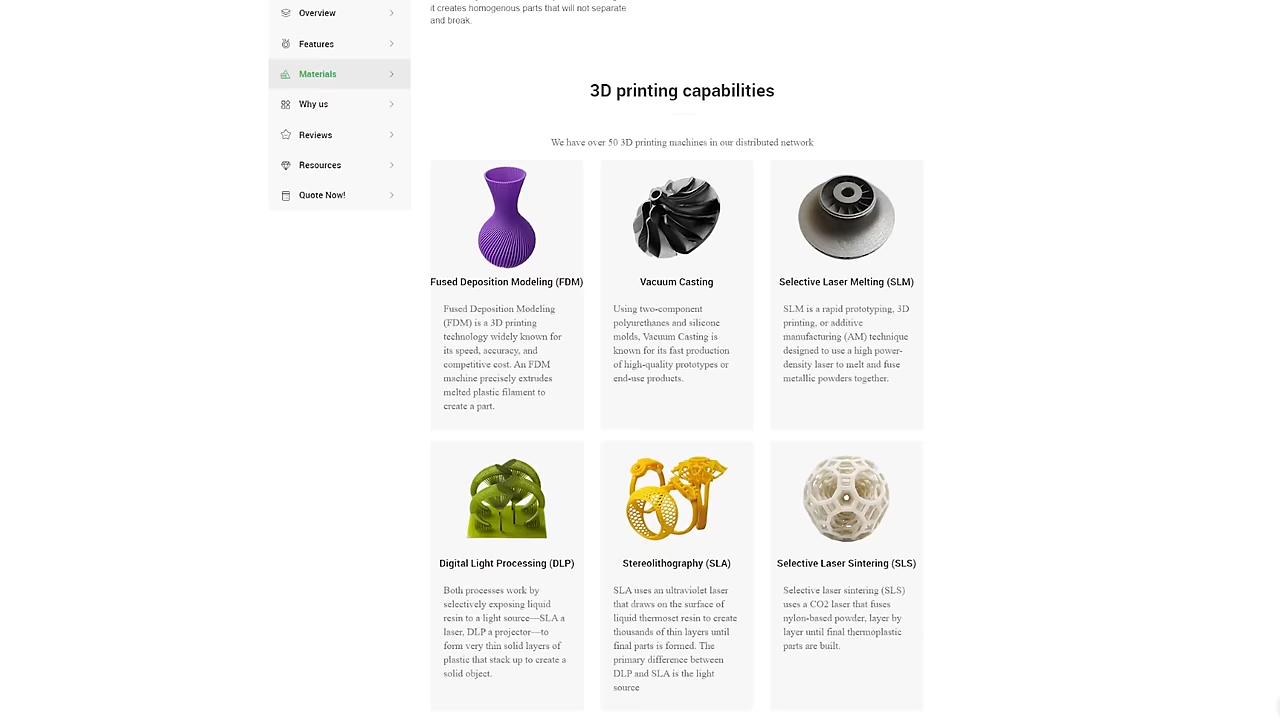 it creates homogenous parts that will not separate
and break.
Overview
Features
Materials
Why us
Reviews
Resources
Quote Now!
3D printing capabilities
We have over 50 3D printing machines in our distributed network
Fused Deposition Modeling (FDM)
Fused Deposition Modeling
(FDM) is a 3D printing
technology widely known for
its speed, accuracy, and
competitive cost. An FDM
machine precisely extrudes
melted plastic filament to
create a part.
Vacuum Casting
Using two-component
polyurethanes and silicone
molds, Vacuum Casting is
known for its fast production
of high-quality prototypes or
end-use products.
Selective Laser Melting (SLM)
SLM is a rapid prototyping, 3D
printing, or additive
manufacturing (AM) technique
designed to use a high power-
density laser to melt and fuse
metallic powders together.
Digital Light Processing (DLP)
Both processes work by
selectively exposing liquid
resin to a light source—SLA a
laser, DLP a projector—to
form very thin solid layers of
plastic that stack up to create a
solid object.
Stereolithography (SLA)
SLA uses an ultraviolet laser
that draws on the surface of
liquid thermoset resin to create
thousands of thin layers until
final parts is formed. The
primary difference between
DLP and SLA is the light
source
Selective Laser Sintering (SLS)
Selective laser sintering (SLS)
uses a CO2 laser that fuses
nylon-based powder, layer by
layer until final thermoplastic
parts are built.